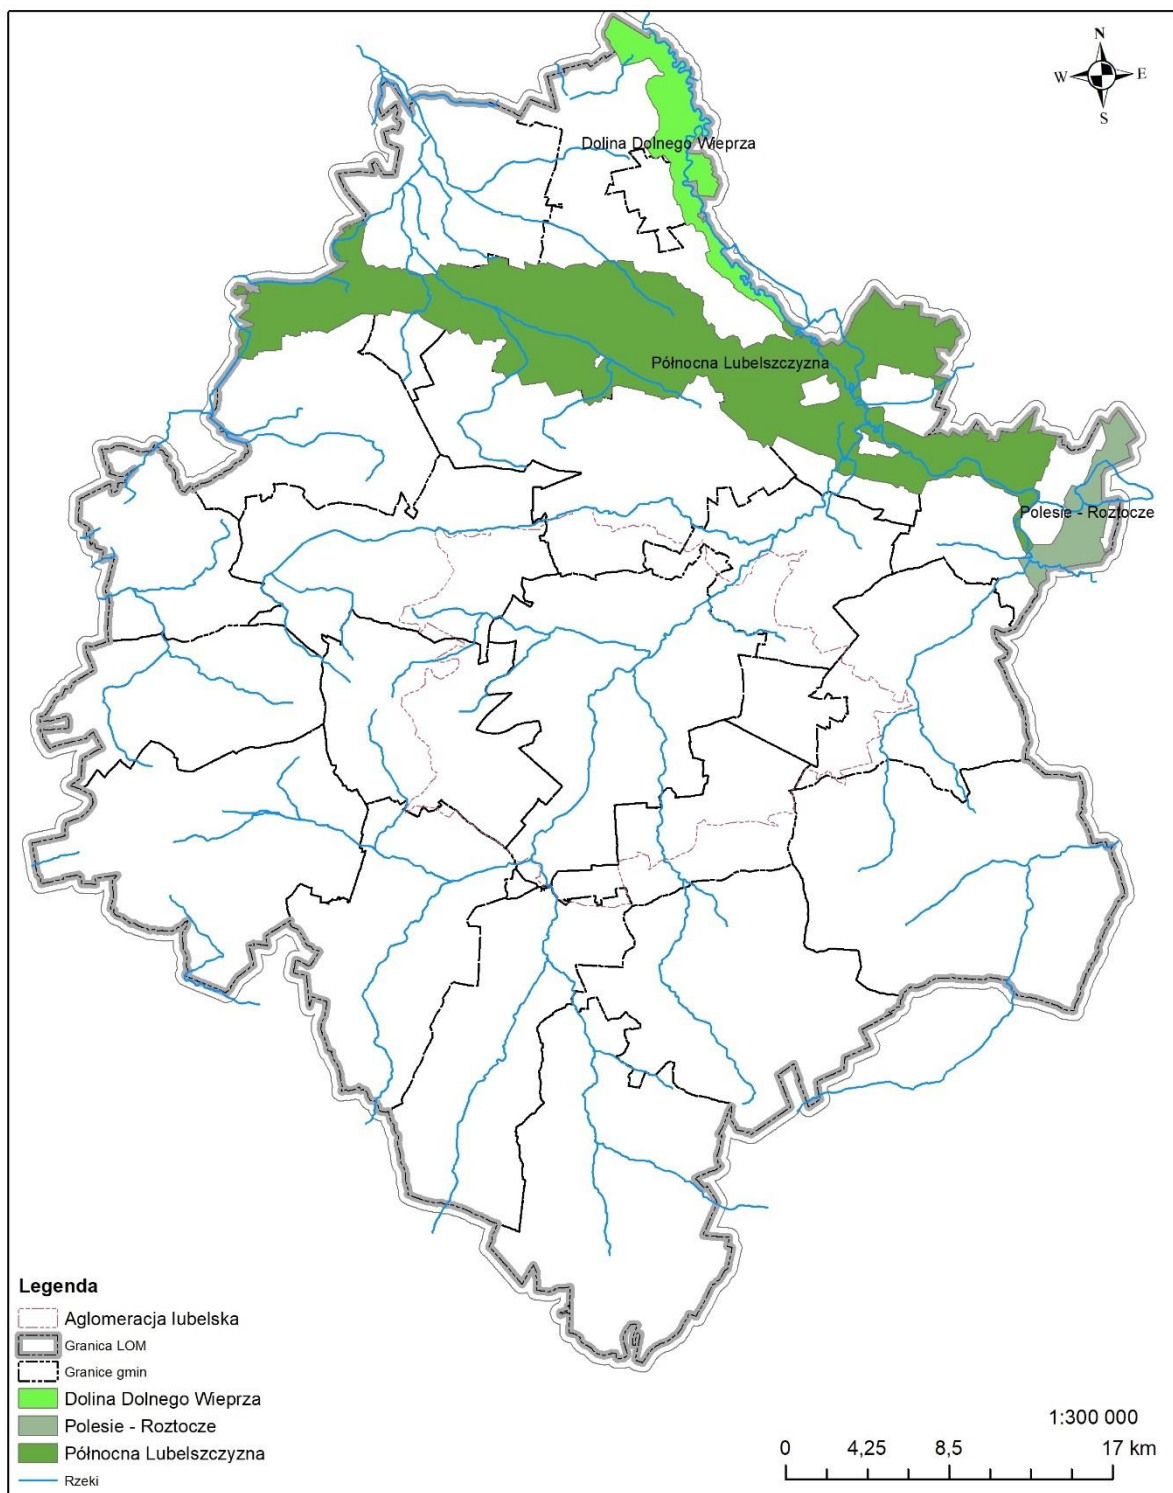 N
W E
S
Dolina Dolnego Wieprza
Północna Lubelszczyzna
Polesie - Roztocze
Legenda
Aglomeracja lubelska
Granica LOM
Granice gmin
Dolina Dolnego Wieprza
Polesie - Roztocze
Północna Lubelszczyzna
Rzeki
1:300 000
0 4,25 8,5 17 km